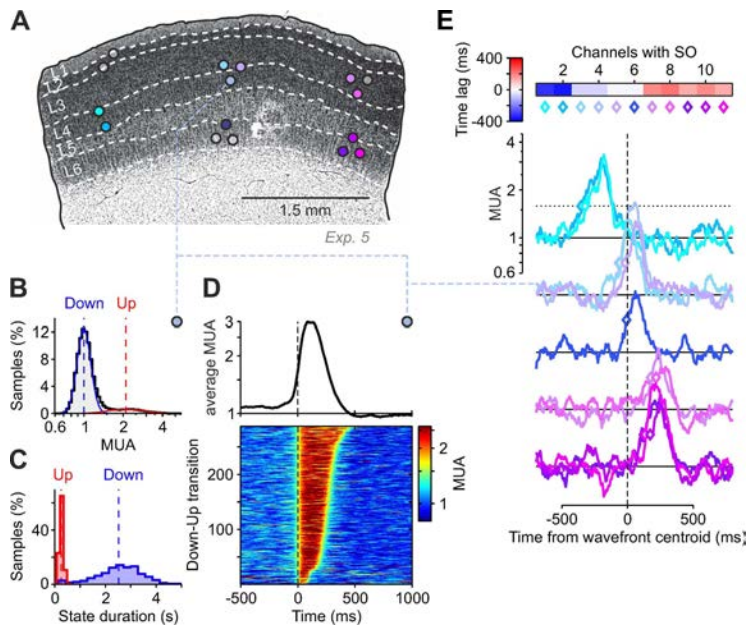 A
L1
L2
L3
L4
L5
L6
1.5 mm
Exp. 5
B
Down Up
Samples (%)
12
8
4
0
0.6 1 2 4
MUA
C
Up Down
Samples (%)
40
20
0
0 2 4
State duration (s)
D
average MUA
3
2
1
Down-Up transition
250
150
50
-500 0 500 1000
Time (ms)
2
1
MUA
E
Time lag (ms)
400
0
-400
Channels with SO
2 4 6 8 10
MUA
4
2
1
0.6
-500 0 500
Time from wavefront centroid (ms)